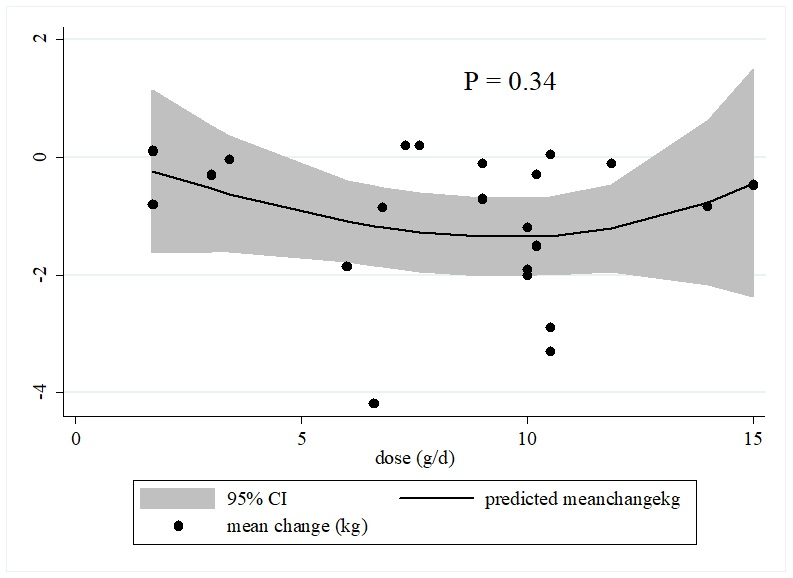 2
P = 0.34
0
-2
-4
0 5 10 15
dose (g/d)
95% CI predicted meanchangekg
mean change (kg)